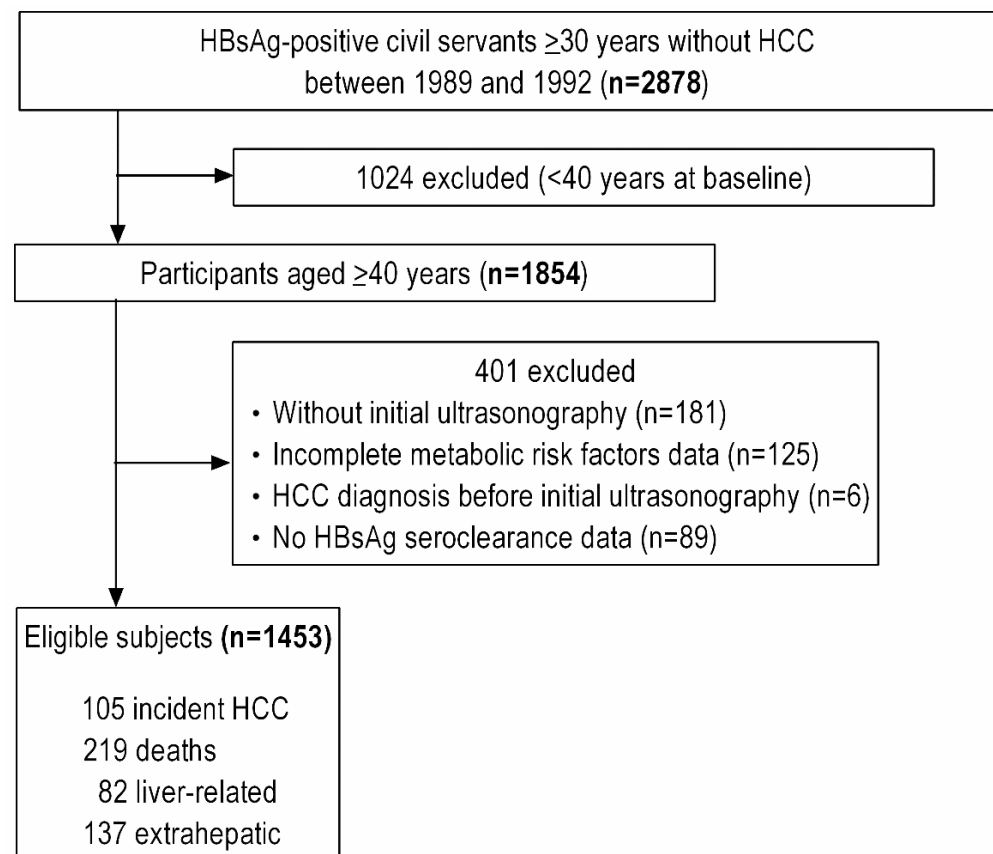 HBsAg-positive civil servants ≥30 years without HCC
between 1989 and 1992 (n=2878)
1024 excluded (<40 years at baseline)
Participants aged ≥40 years (n=1854)
401 excluded
• Without initial ultrasonography (n=181)
• Incomplete metabolic risk factors data (n=125)
• HCC diagnosis before initial ultrasonography (n=6)
• No HBsAg seroclearance data (n=89)
Eligible subjects (n=1453)
105 incident HCC
219 deaths
82 liver-related
137 extrahepatic